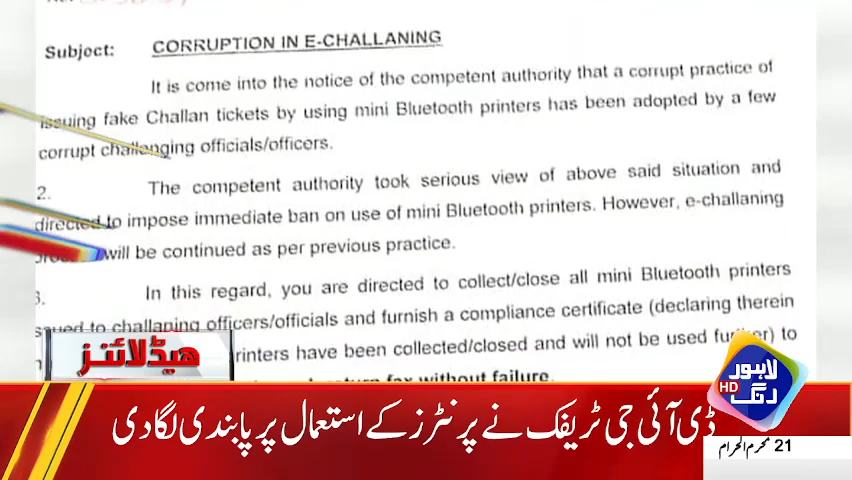 Subject: CORRUPTION IN E-CHALLANING
It is come into the notice of the competent authority that a corrupt practice of
issuing fake Challan tickets by using mini Bluetooth printers has been adopted by a few
corrupt challenging officials/officers.
2. The competent authority took serious view of above said situation and
directed to impose immediate ban on use of mini Bluetooth printers. However, e-challaning
will be continued as per previous practice.
3. In this regard, you are directed to collect/close all mini Bluetooth printers
issued to challaning officers/officials and furnish a compliance certificate (declaring therein
printers have been collected/closed and will not be used further) to
return fax without failure.
ہیڈلائنز
لاہور
رنگ
HD
ڈی آئی جی ٹریفک نے پرنٹرز کے استعمال پر پابندی لگا دی
21 محرم الحرام